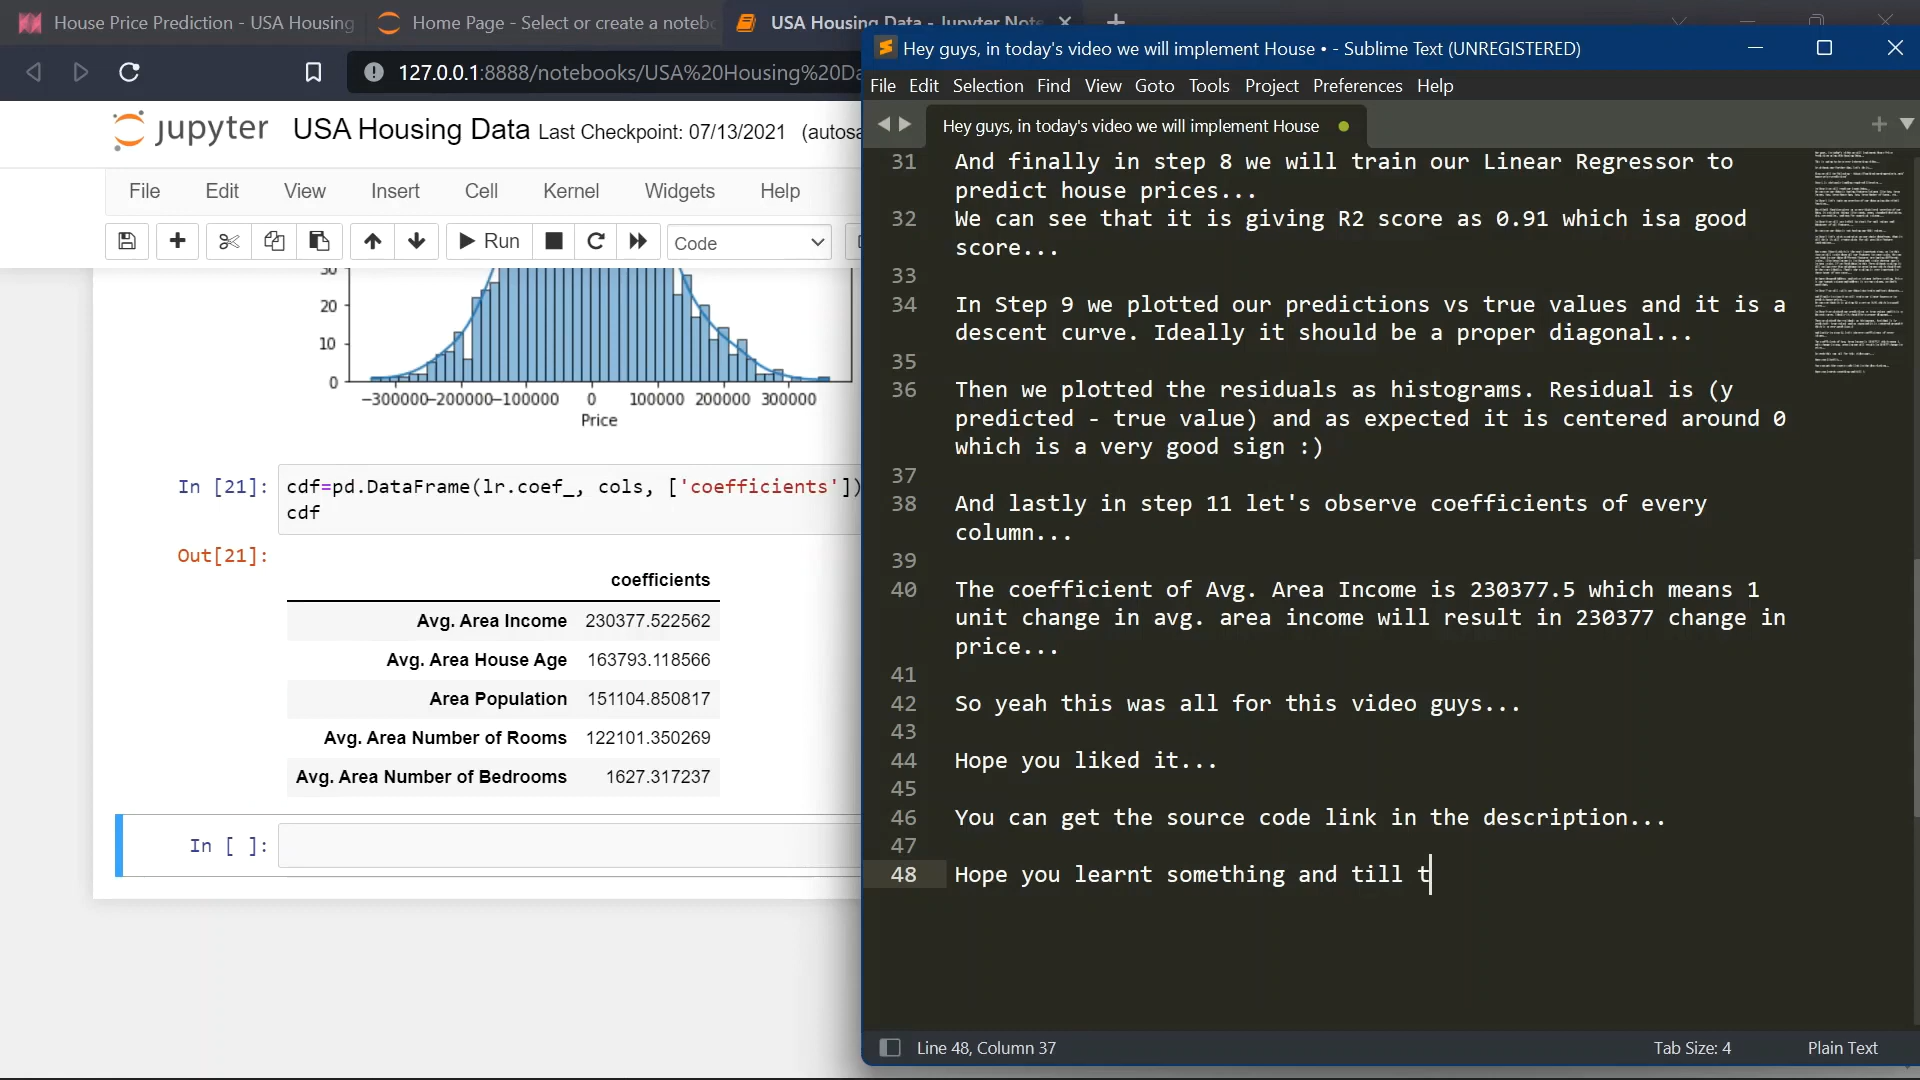 House Price Prediction - USA Housing
Home Page - Select or create a noteb
USA Housing Data - Jupyter Note
127.0.0.1:8888/notebooks/USA%20Housing%20Da
jupyter USA Housing Data Last Checkpoint: 07/13/2021 (autosa
File Edit View Insert Cell Kernel Widgets Help
Run Code
30
20
10
0
−300000 −200000 −100000 0 100000 200000 300000
Price
In [21]: cdf=pd.DataFrame(lr.coef_, cols, ['coefficients'])
cdf
Out[21]:
coefficients
Avg. Area Income 230377.522562
Avg. Area House Age 163793.118566
Area Population 151104.850817
Avg. Area Number of Rooms 122101.350269
Avg. Area Number of Bedrooms 1627.317237
In [ ]:
Hey guys, in today's video we will implement House • - Sublime Text (UNREGISTERED)
File Edit Selection Find View Goto Tools Project Preferences Help
Hey guys, in today's video we will implement House
31 And finally in step 8 we will train our Linear Regressor to
predict house prices...
32 We can see that it is giving R2 score as 0.91 which isa good
score...
33
34 In Step 9 we plotted our predictions vs true values and it is a
descent curve. Ideally it should be a proper diagonal...
35
36 Then we plotted the residuals as histograms. Residual is (y
predicted - true value) and as expected it is centered around 0
which is a very good sign :)
37
38 And lastly in step 11 let's observe coefficients of every
column...
39
40 The coefficient of Avg. Area Income is 230377.5 which means 1
unit change in avg. area income will result in 230377 change in
price...
41
42 So yeah this was all for this video guys...
43
44 Hope you liked it...
45
46 You can get the source code link in the description...
47
48 Hope you learnt something and till t
Line 48, Column 37
Tab Size: 4
Plain Text